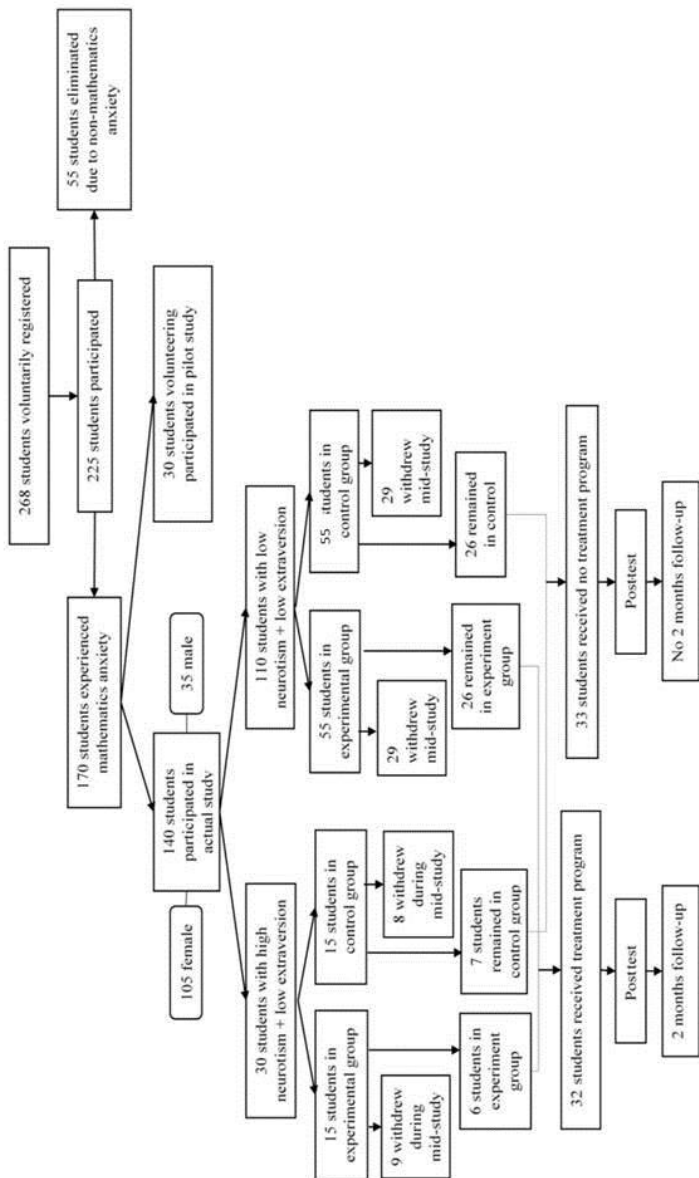 268 students voluntarily registered
225 students participated
55 students eliminated
due to non-mathematics
anxiety
170 students experienced
mathematics anxiety
30 students volunteering
participated in pilot study
105 female
140 students
participated in
actual study
35 male
30 students with high
neurotism + low extraversion
110 students with low
neurotism + low extraversion
15 students in
experimental group
15 students in
control group
55 students in
experimental group
55 tudents in
control group
9 withdrew
during
mid-study
8 withdrew
during
mid-study
29
withdrew
mid-study
29
withdrew
mid-study
6 students in
experiment
group
7 students
remained in
control group
26 remained
in experiment
group
26 remained
in control
32 students received treatment program
33 students received no treatment program
Posttest
Posttest
2 months follow-up
No 2 months follow-up